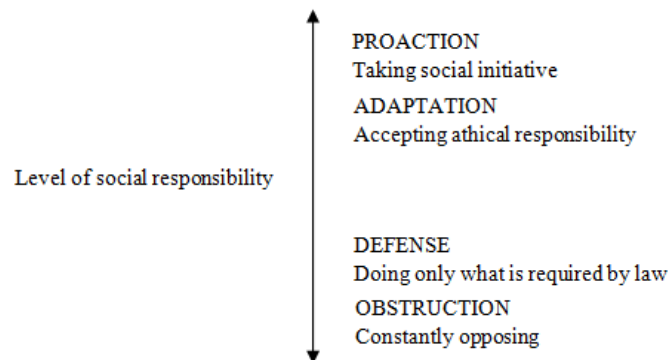 PROACTION
Taking social initiative
ADAPTATION
Accepting athical responsibility
Level of social responsibility
DEFENSE
Doing only what is required by law
OBSTRUCTION
Constantly opposing